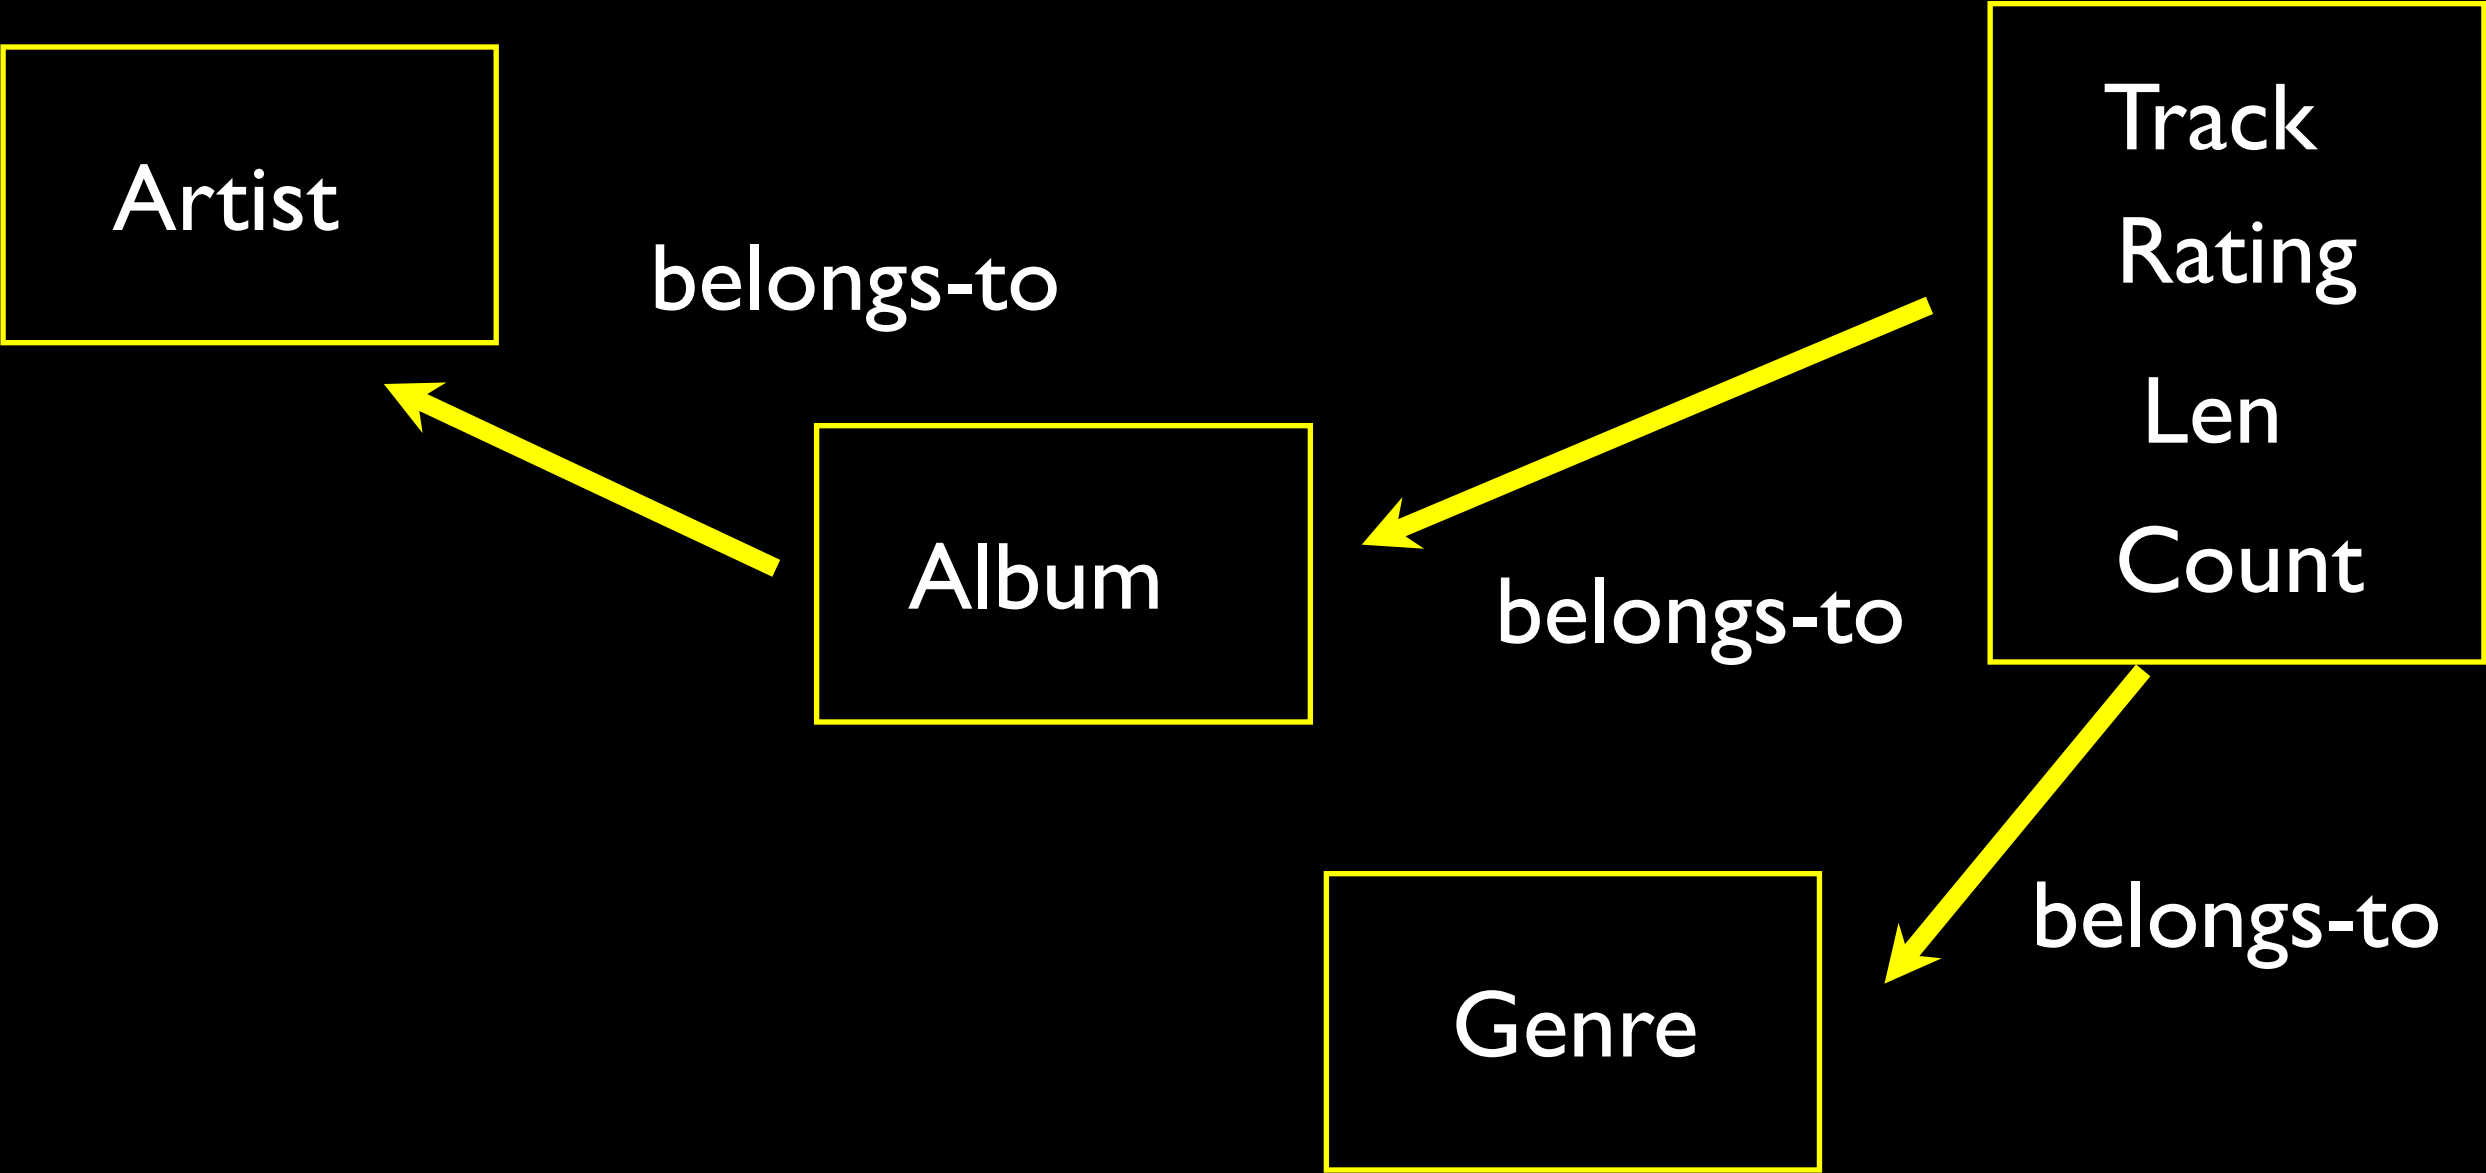 Artist
belongs-to
Album
belongs-to
Track
Rating
Len
Count
belongs-to
Genre